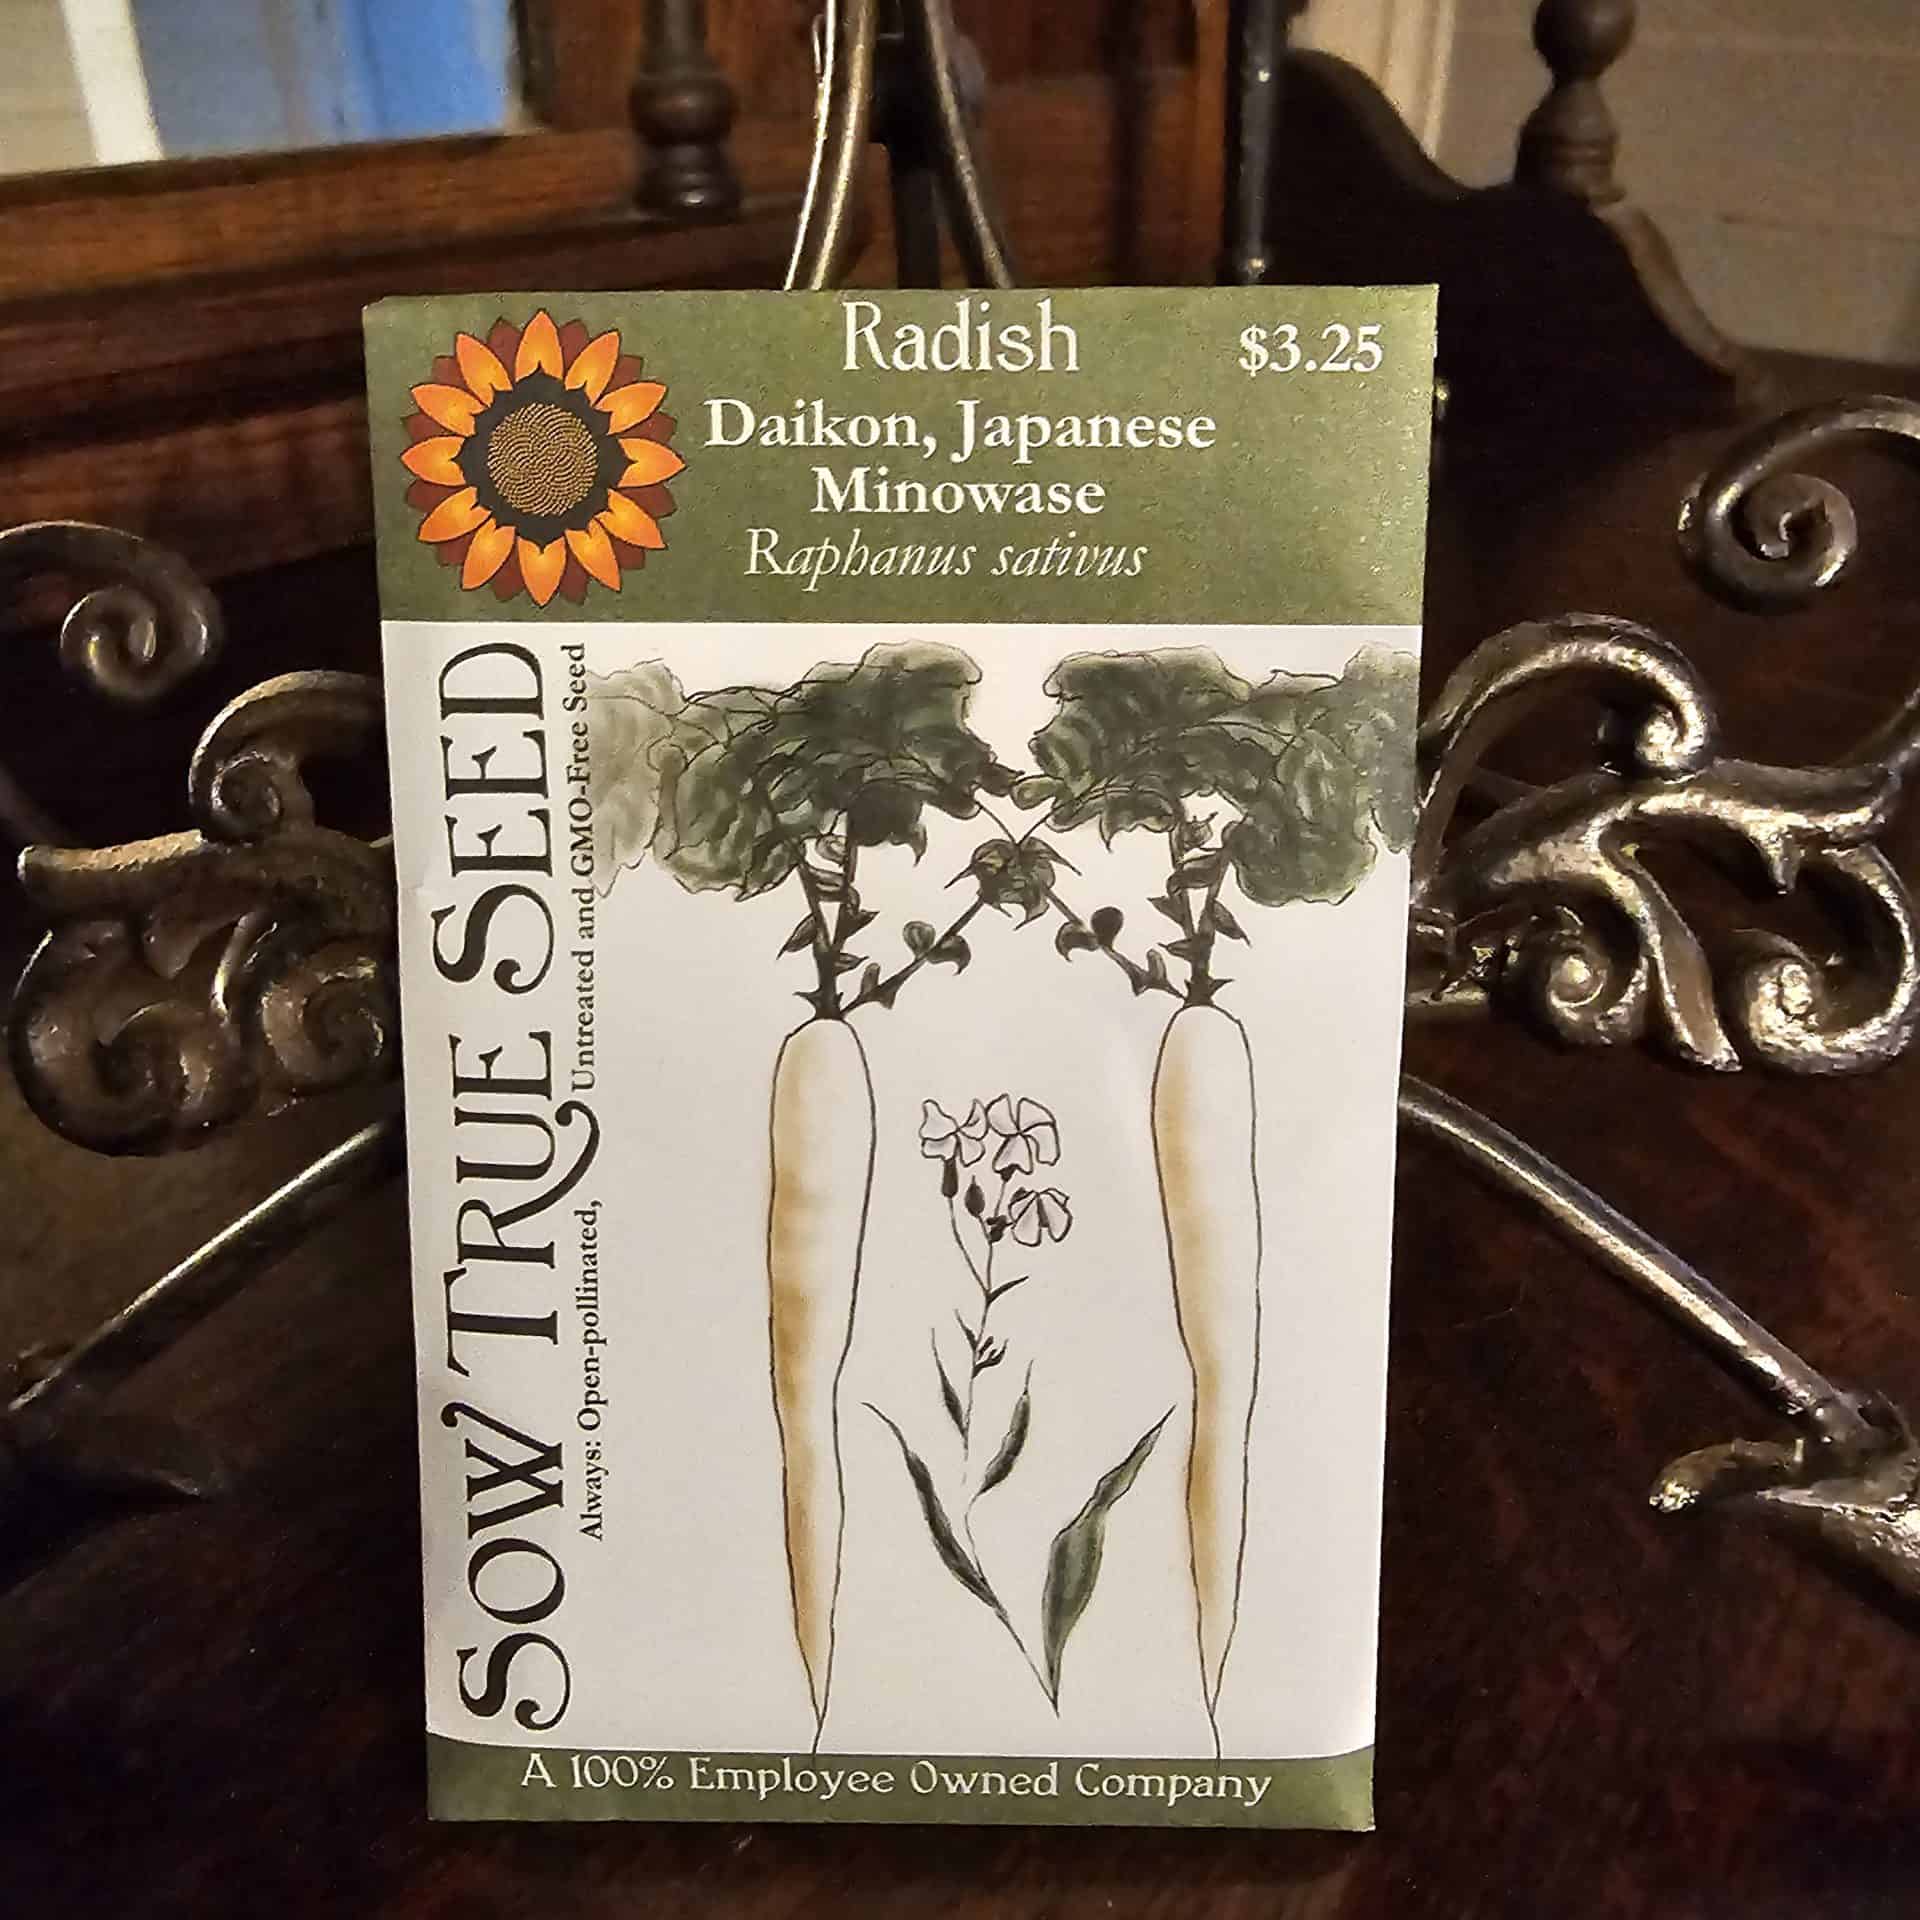 Radish
$3.25
Daikon, Japanese
Minowase
Raphanus sativus
SOW TRUE SEED
Always: Open-pollinated, Untreated and GMO-Free Seed
A 100% Employee Owned Company